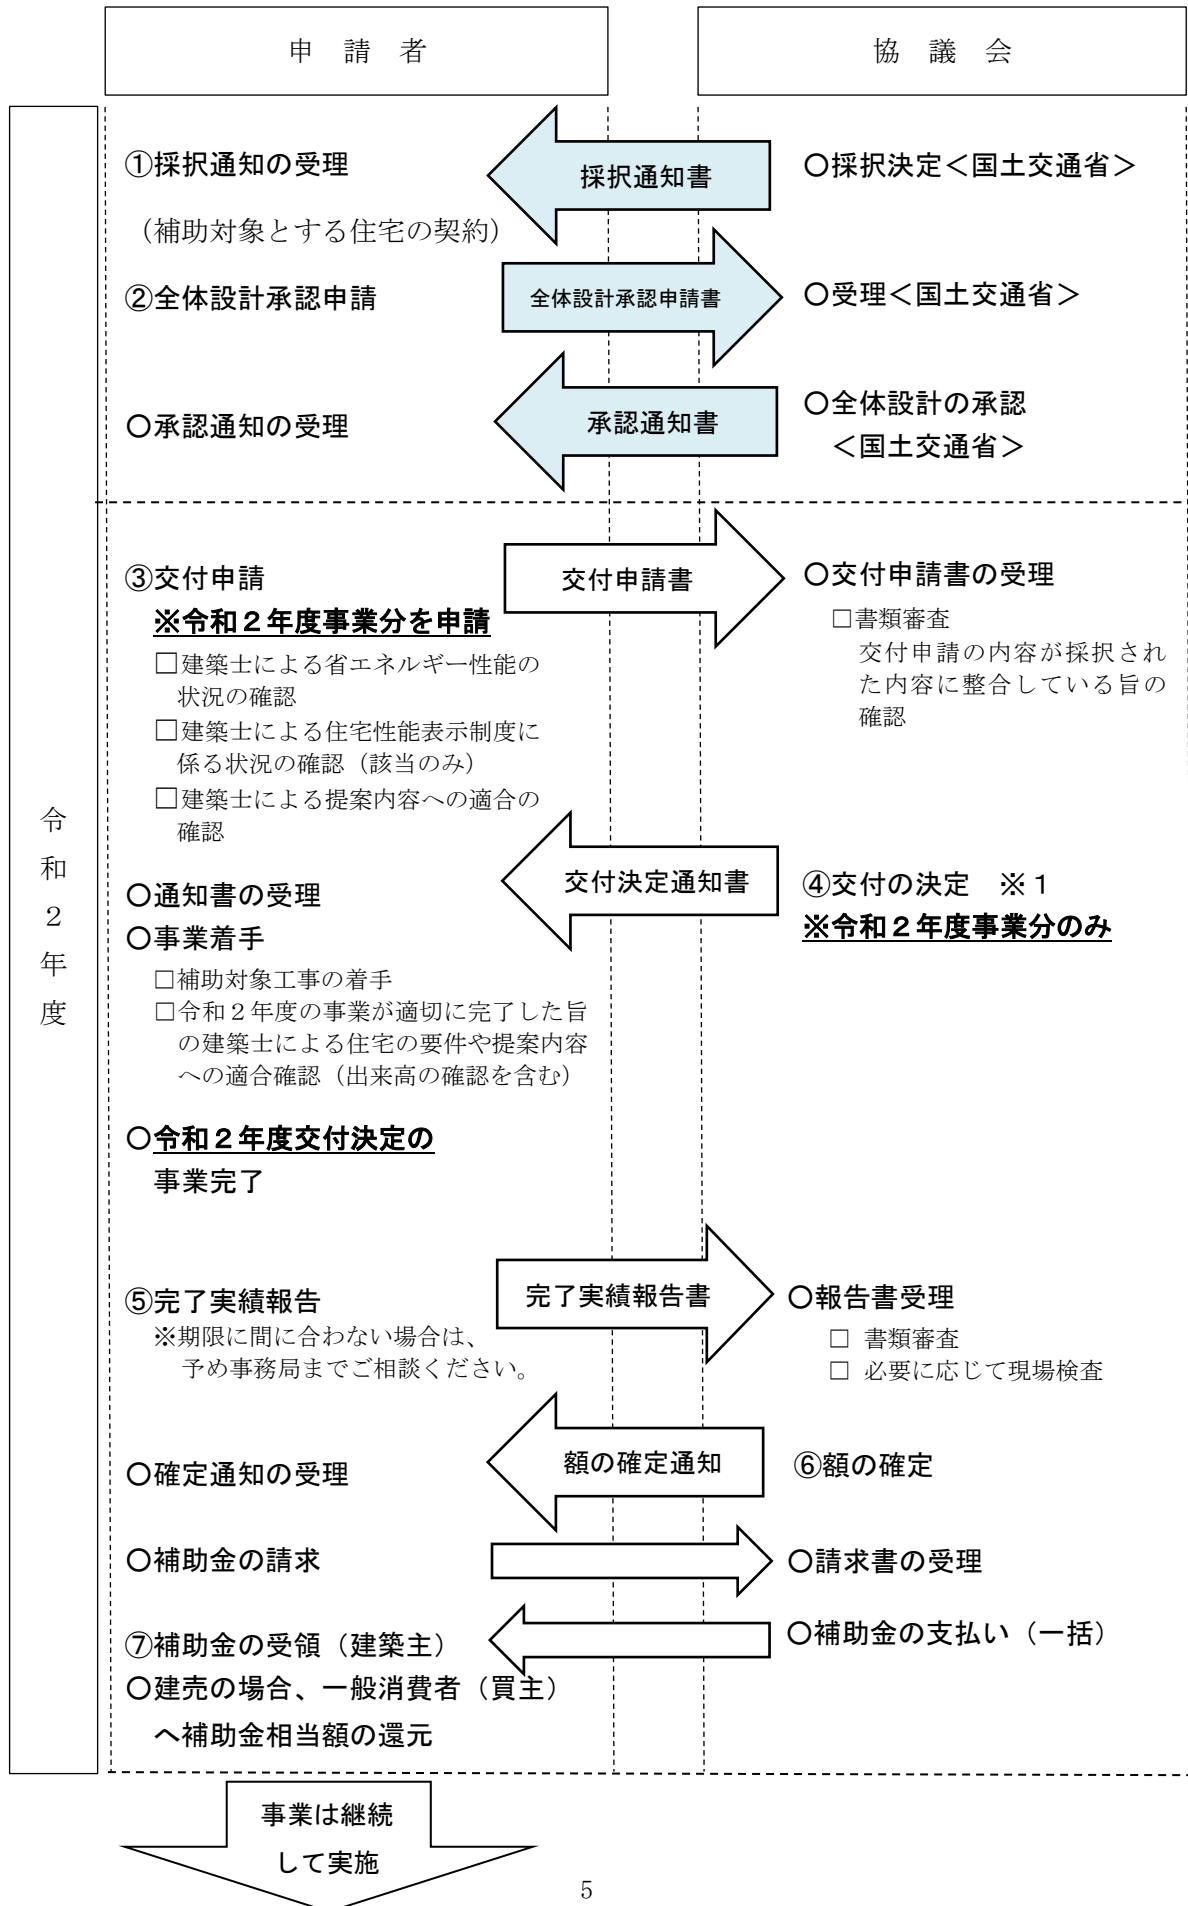 申請者
協議会
令和２年度
①採択通知の受理
採択通知書
〇採択決定＜国土交通省＞
（補助対象とする住宅の契約）
②全体設計承認申請
全体設計承認申請書
〇受理＜国土交通省＞
〇承認通知の受理
承認通知書
〇全体設計の承認
＜国土交通省＞
③交付申請
※令和２年度事業分を申請
□建築士による省エネルギー性能の
状況の確認
□建築士による住宅性能表示制度に
係る状況の確認（該当のみ）
□建築士による提案内容への適合の
確認
交付申請書
〇交付申請書の受理
□書類審査
交付申請の内容が採択され
た内容に整合している旨の
確認
〇通知書の受理
交付決定通知書
④交付の決定　※１
※令和２年度事業分のみ
〇事業着手
□補助対象工事の着手
□令和２年度の事業が適切に完了した旨
の建築士による住宅の要件や提案内容
への適合確認（出来高の確認を含む）
〇令和２年度交付決定の
事業完了
⑤完了実績報告
※期限に間に合わない場合は、
予め事務局までご相談ください。
完了実績報告書
〇報告書受理
□ 書類審査
□ 必要に応じて現場検査
〇確定通知の受理
額の確定通知
⑥額の確定
〇補助金の請求
〇請求書の受理
⑦補助金の受領（建築主）
〇補助金の支払い（一括）
〇建売の場合、一般消費者（買主）
へ補助金相当額の還元
事業は継続
して実施
5